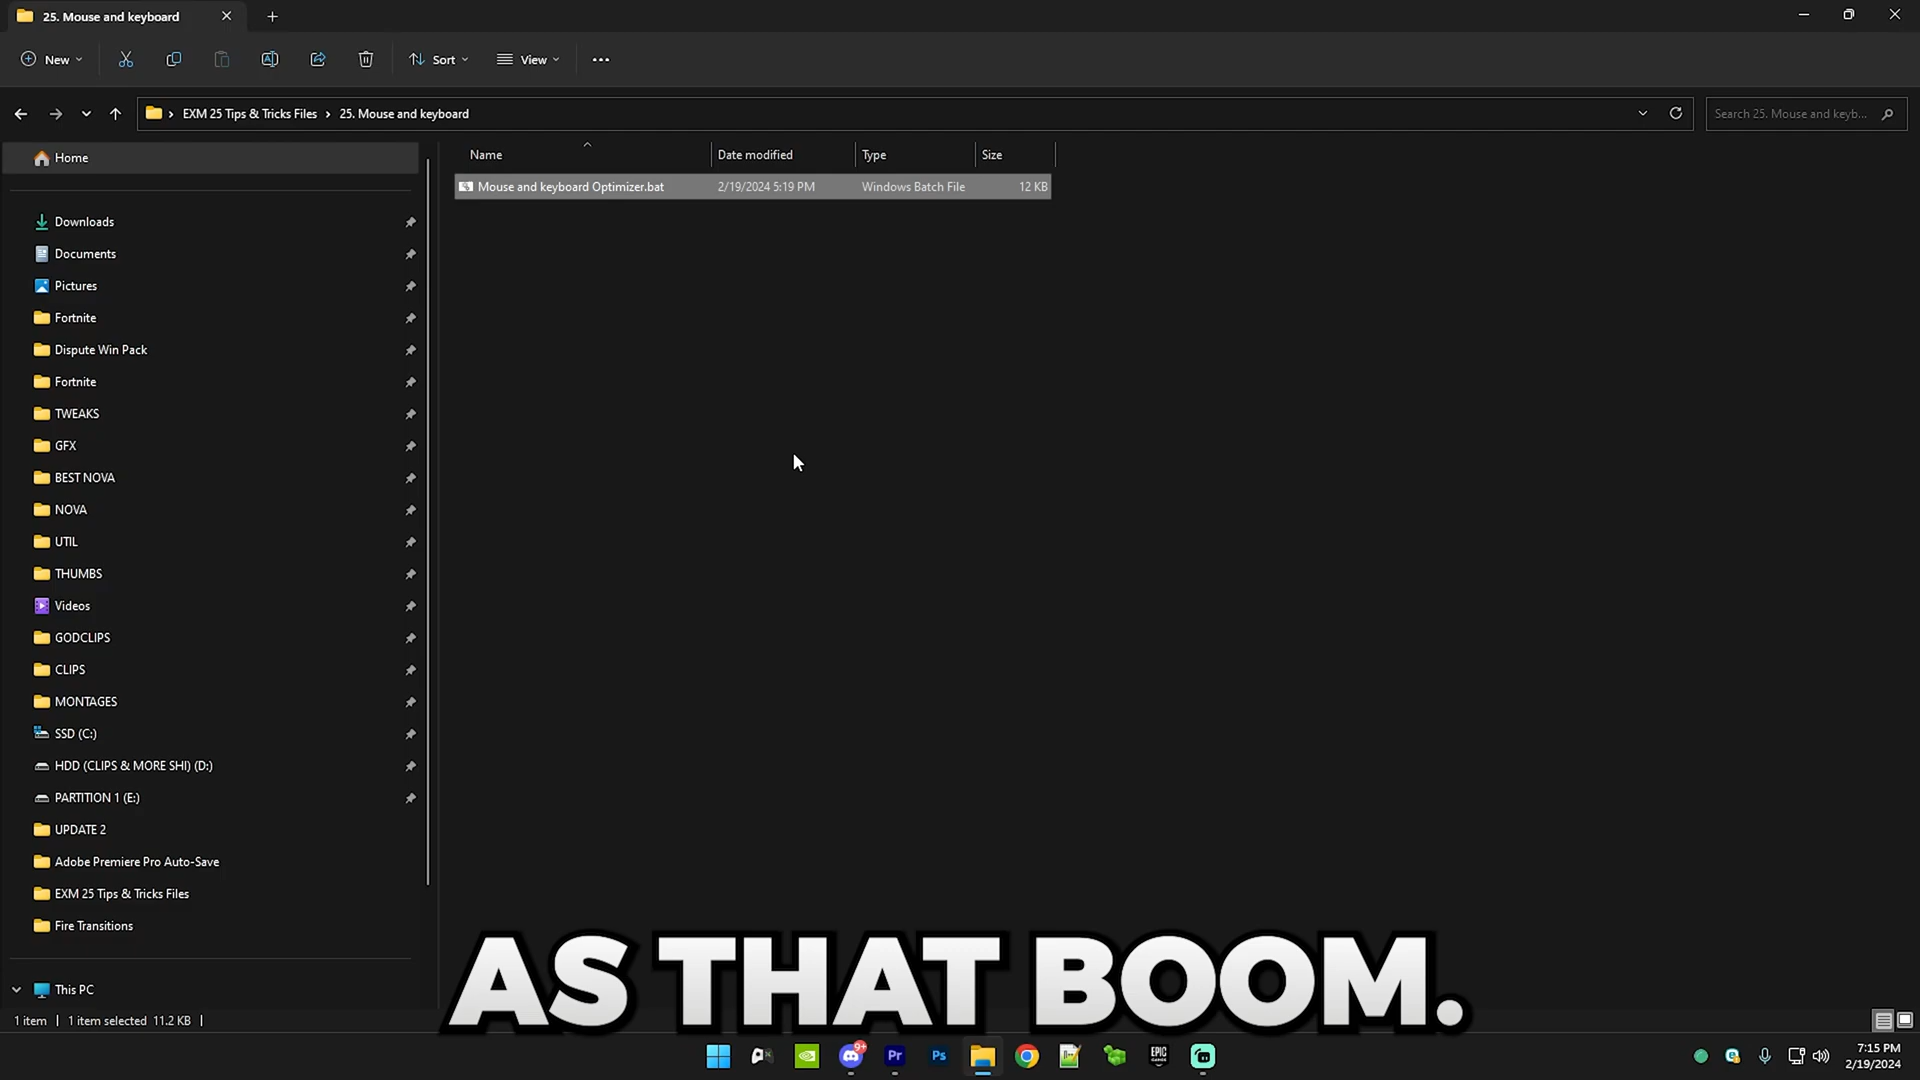 25. Mouse and keyboard
New
Sort
View
EXM 25 Tips & Tricks Files
25. Mouse and keyboard
Search 25. Mouse and keyb...
Name
Date modified
Type
Size
Mouse and keyboard Optimizer.bat
2/19/2024 5:19 PM
Windows Batch File
12 KB
Home
Downloads
Documents
Pictures
Fortnite
Dispute Win Pack
Fortnite
TWEAKS
GFX
BEST NOVA
NOVA
UTIL
THUMBS
Videos
GODCLIPS
CLIPS
MONTAGES
SSD (C:)
HDD (CLIPS & MORE SHI) (D:)
PARTITION 1 (E:)
UPDATE 2
Adobe Premiere Pro Auto-Save
EXM 25 Tips & Tricks Files
Fire Transitions
This PC
AS THAT BOOM.
1 item
1 item selected 11.2 KB
9+
Pr
Ps
EPIC
GAMES
7:15 PM
2/19/2024